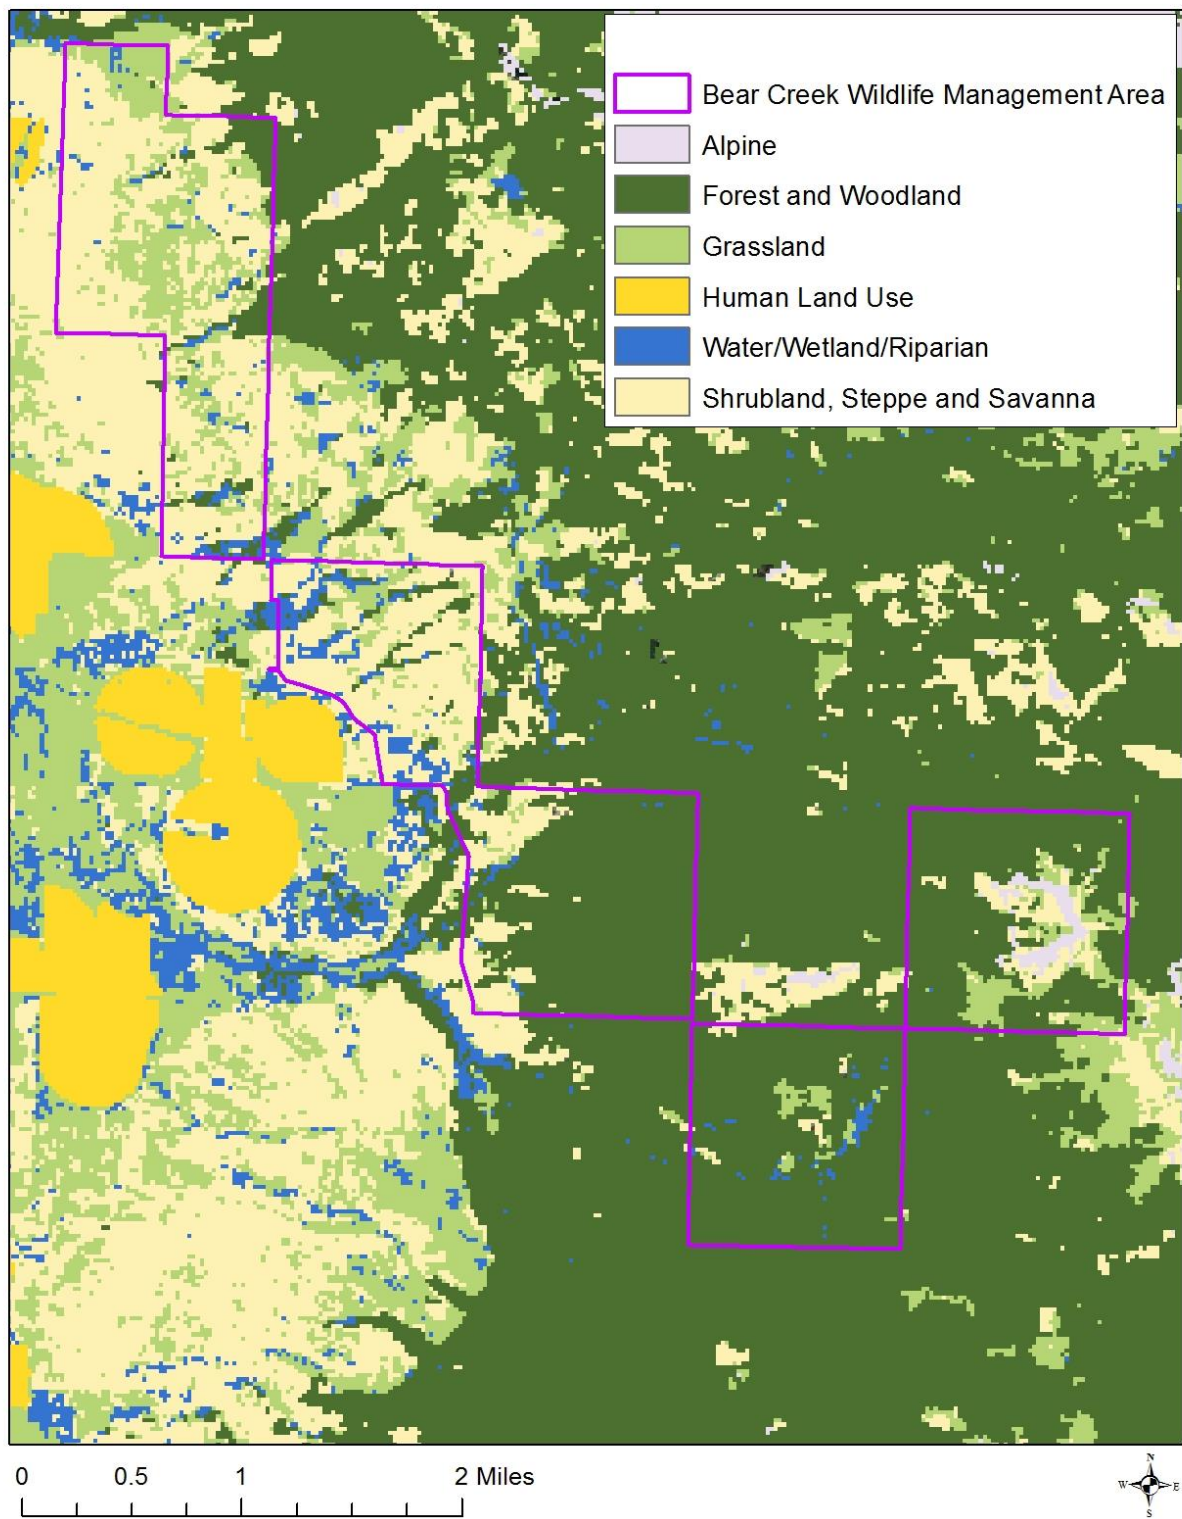 Bear Creek Wildlife Management Area
Alpine
Forest and Woodland
Grassland
Human Land Use
Water/Wetland/Riparian
Shrubland, Steppe and Savanna
0 0.5 1 2 Miles
N
W E
S